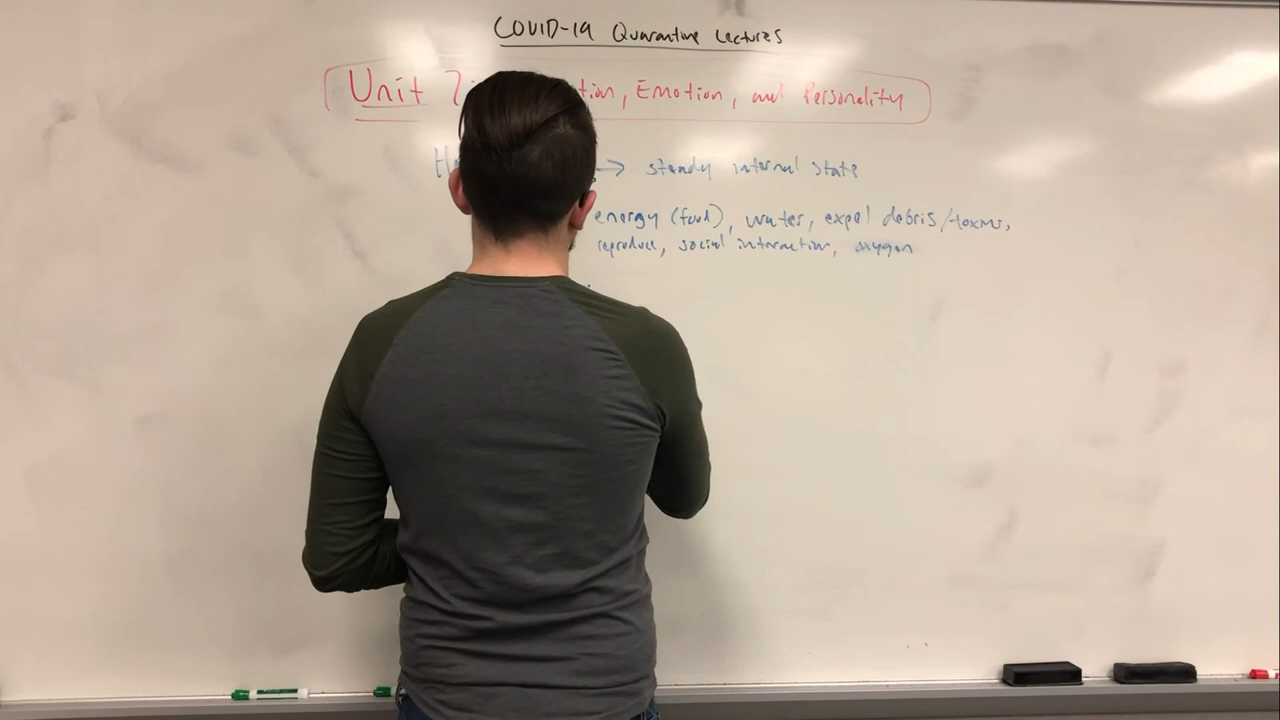 COVID-19 Quarantine Lectures
Unit 7 tion, Emotion, and Personality
H → steady internal state
energy (food), water, expel debris/toxins,
reproduce, social interaction, oxygen